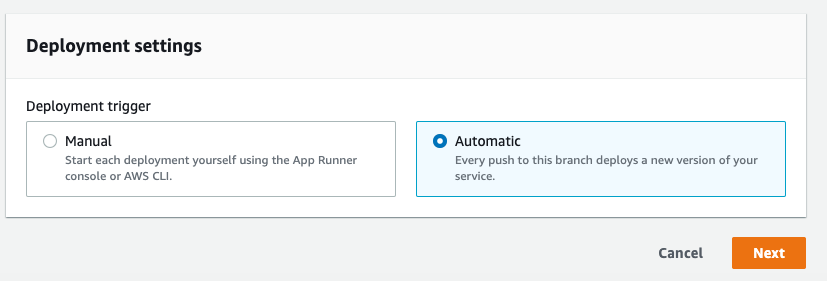 Deployment settings
Deployment trigger
Manual
Start each deployment yourself using the App Runner
console or AWS CLI.
Automatic
Every push to this branch deploys a new version of your
service.
Cancel
Next